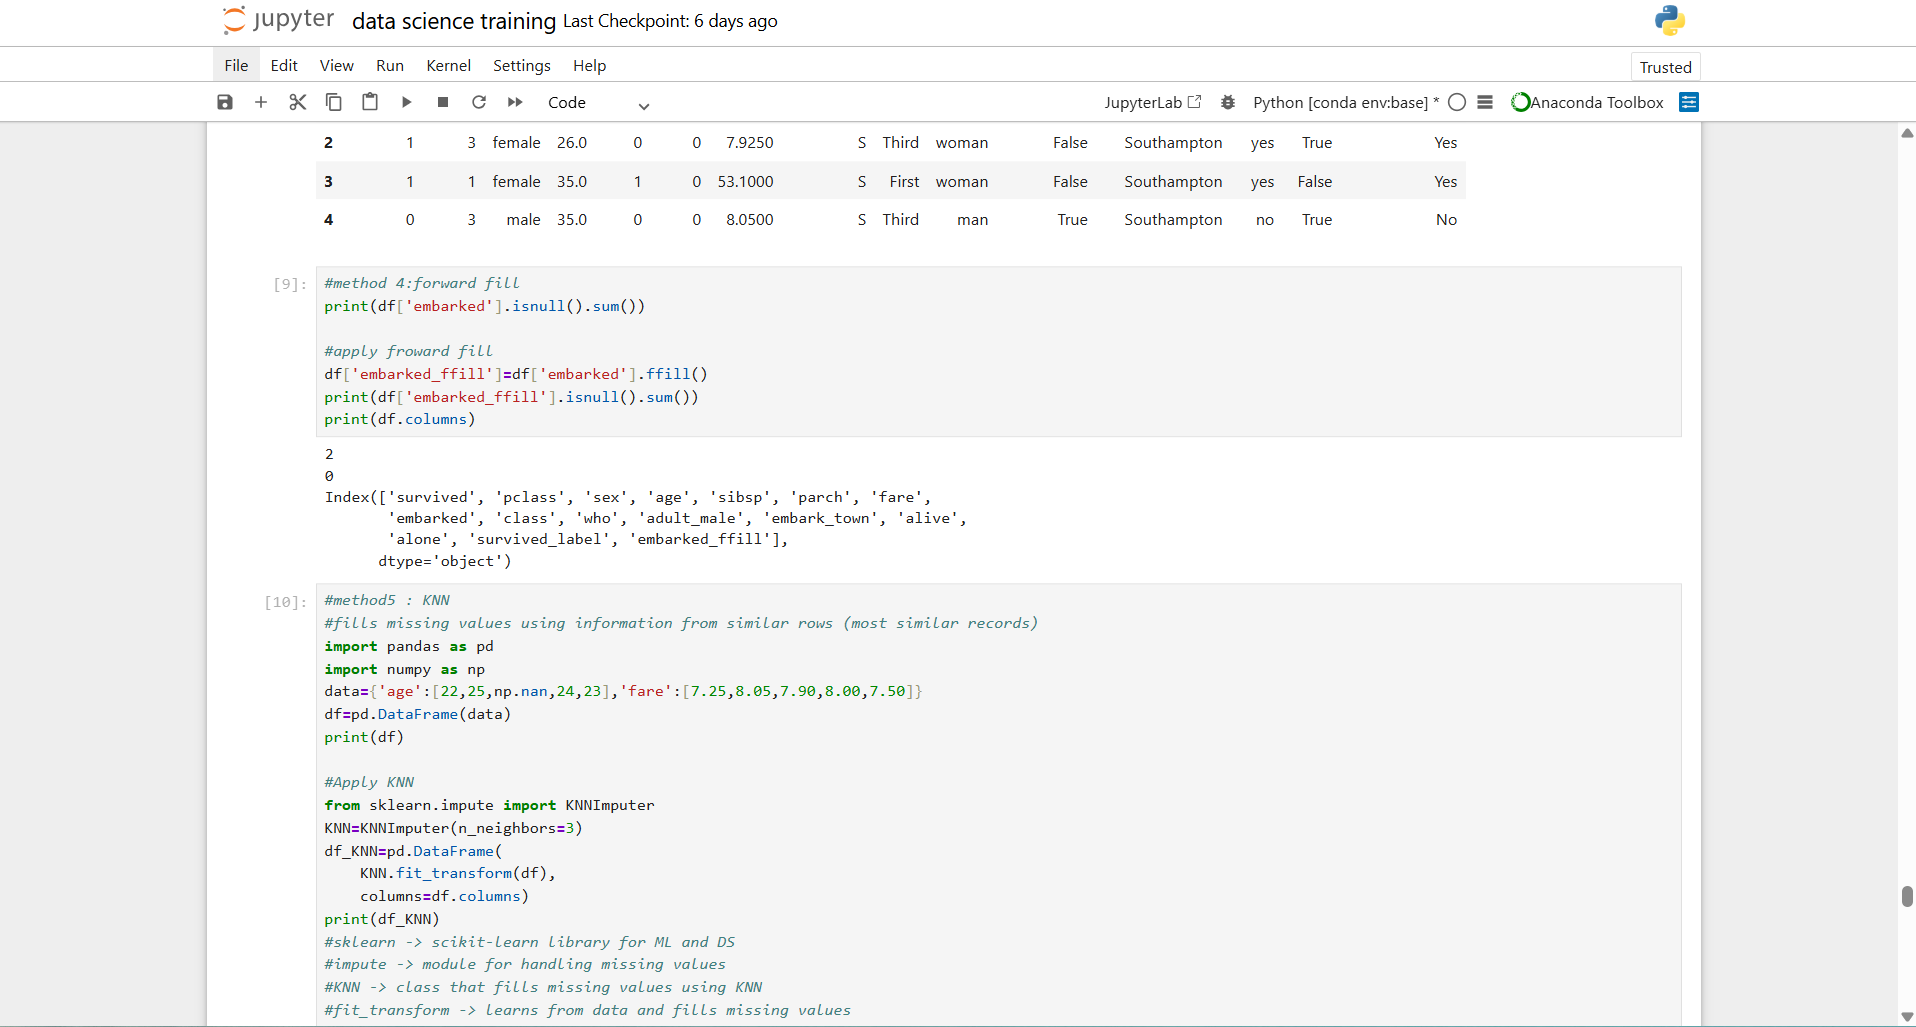 jupyter data science training Last Checkpoint: 6 days ago
File Edit View Run Kernel Settings Help Trusted
Code JupyterLab Python [conda env:base] * Anaconda Toolbox
2 1 3 female 26.0 0 0 7.9250 S Third woman False Southampton yes True Yes
3 1 1 female 35.0 1 0 53.1000 S First woman False Southampton yes False Yes
4 0 3 male 35.0 0 0 8.0500 S Third man True Southampton no True No
[9]: #method 4:forward fill
print(df['embarked'].isnull().sum())
#apply froward fill
df['embarked_ffill']=df['embarked'].ffill()
print(df['embarked_ffill'].isnull().sum())
print(df.columns)
2
0
Index(['survived', 'pclass', 'sex', 'age', 'sibsp', 'parch', 'fare',
       'embarked', 'class', 'who', 'adult_male', 'embark_town', 'alive',
       'alone', 'survived_label', 'embarked_ffill'],
      dtype='object')
[10]: #method5 : KNN
#fills missing values using information from similar rows (most similar records)
import pandas as pd
import numpy as np
data={'age':[22,25,np.nan,24,23],'fare':[7.25,8.05,7.90,8.00,7.50]}
df=pd.DataFrame(data)
print(df)
#Apply KNN
from sklearn.impute import KNNImputer
KNN=KNNImputer(n_neighbors=3)
df_KNN=pd.DataFrame(
    KNN.fit_transform(df),
    columns=df.columns)
print(df_KNN)
#sklearn -> scikit-learn library for ML and DS
#impute -> module for handling missing values
#KNN -> class that fills missing values using KNN
#fit_transform -> learns from data and fills missing values